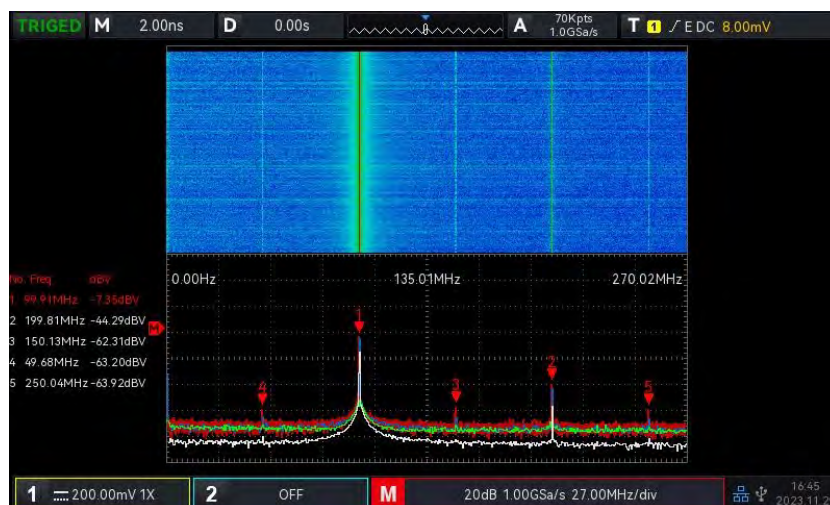 TRIGED M 2.00ns D 0.00s A 70Kpts 1.0GSa/s T 1 E DC 8.00mV
No. Freq dBV
1 99.91MHz -7.35dBV
2 199.81MHz -44.29dBV
3 150.13MHz -62.31dBV
4 49.68MHz -63.20dBV
5 250.04MHz -63.92dBV
M
0.00Hz 135.01MHz 270.02MHz
1
2
4 3 5
1 200.00mV 1X 2 OFF M 20dB 1.00GSa/s 27.00MHz/div 16:45